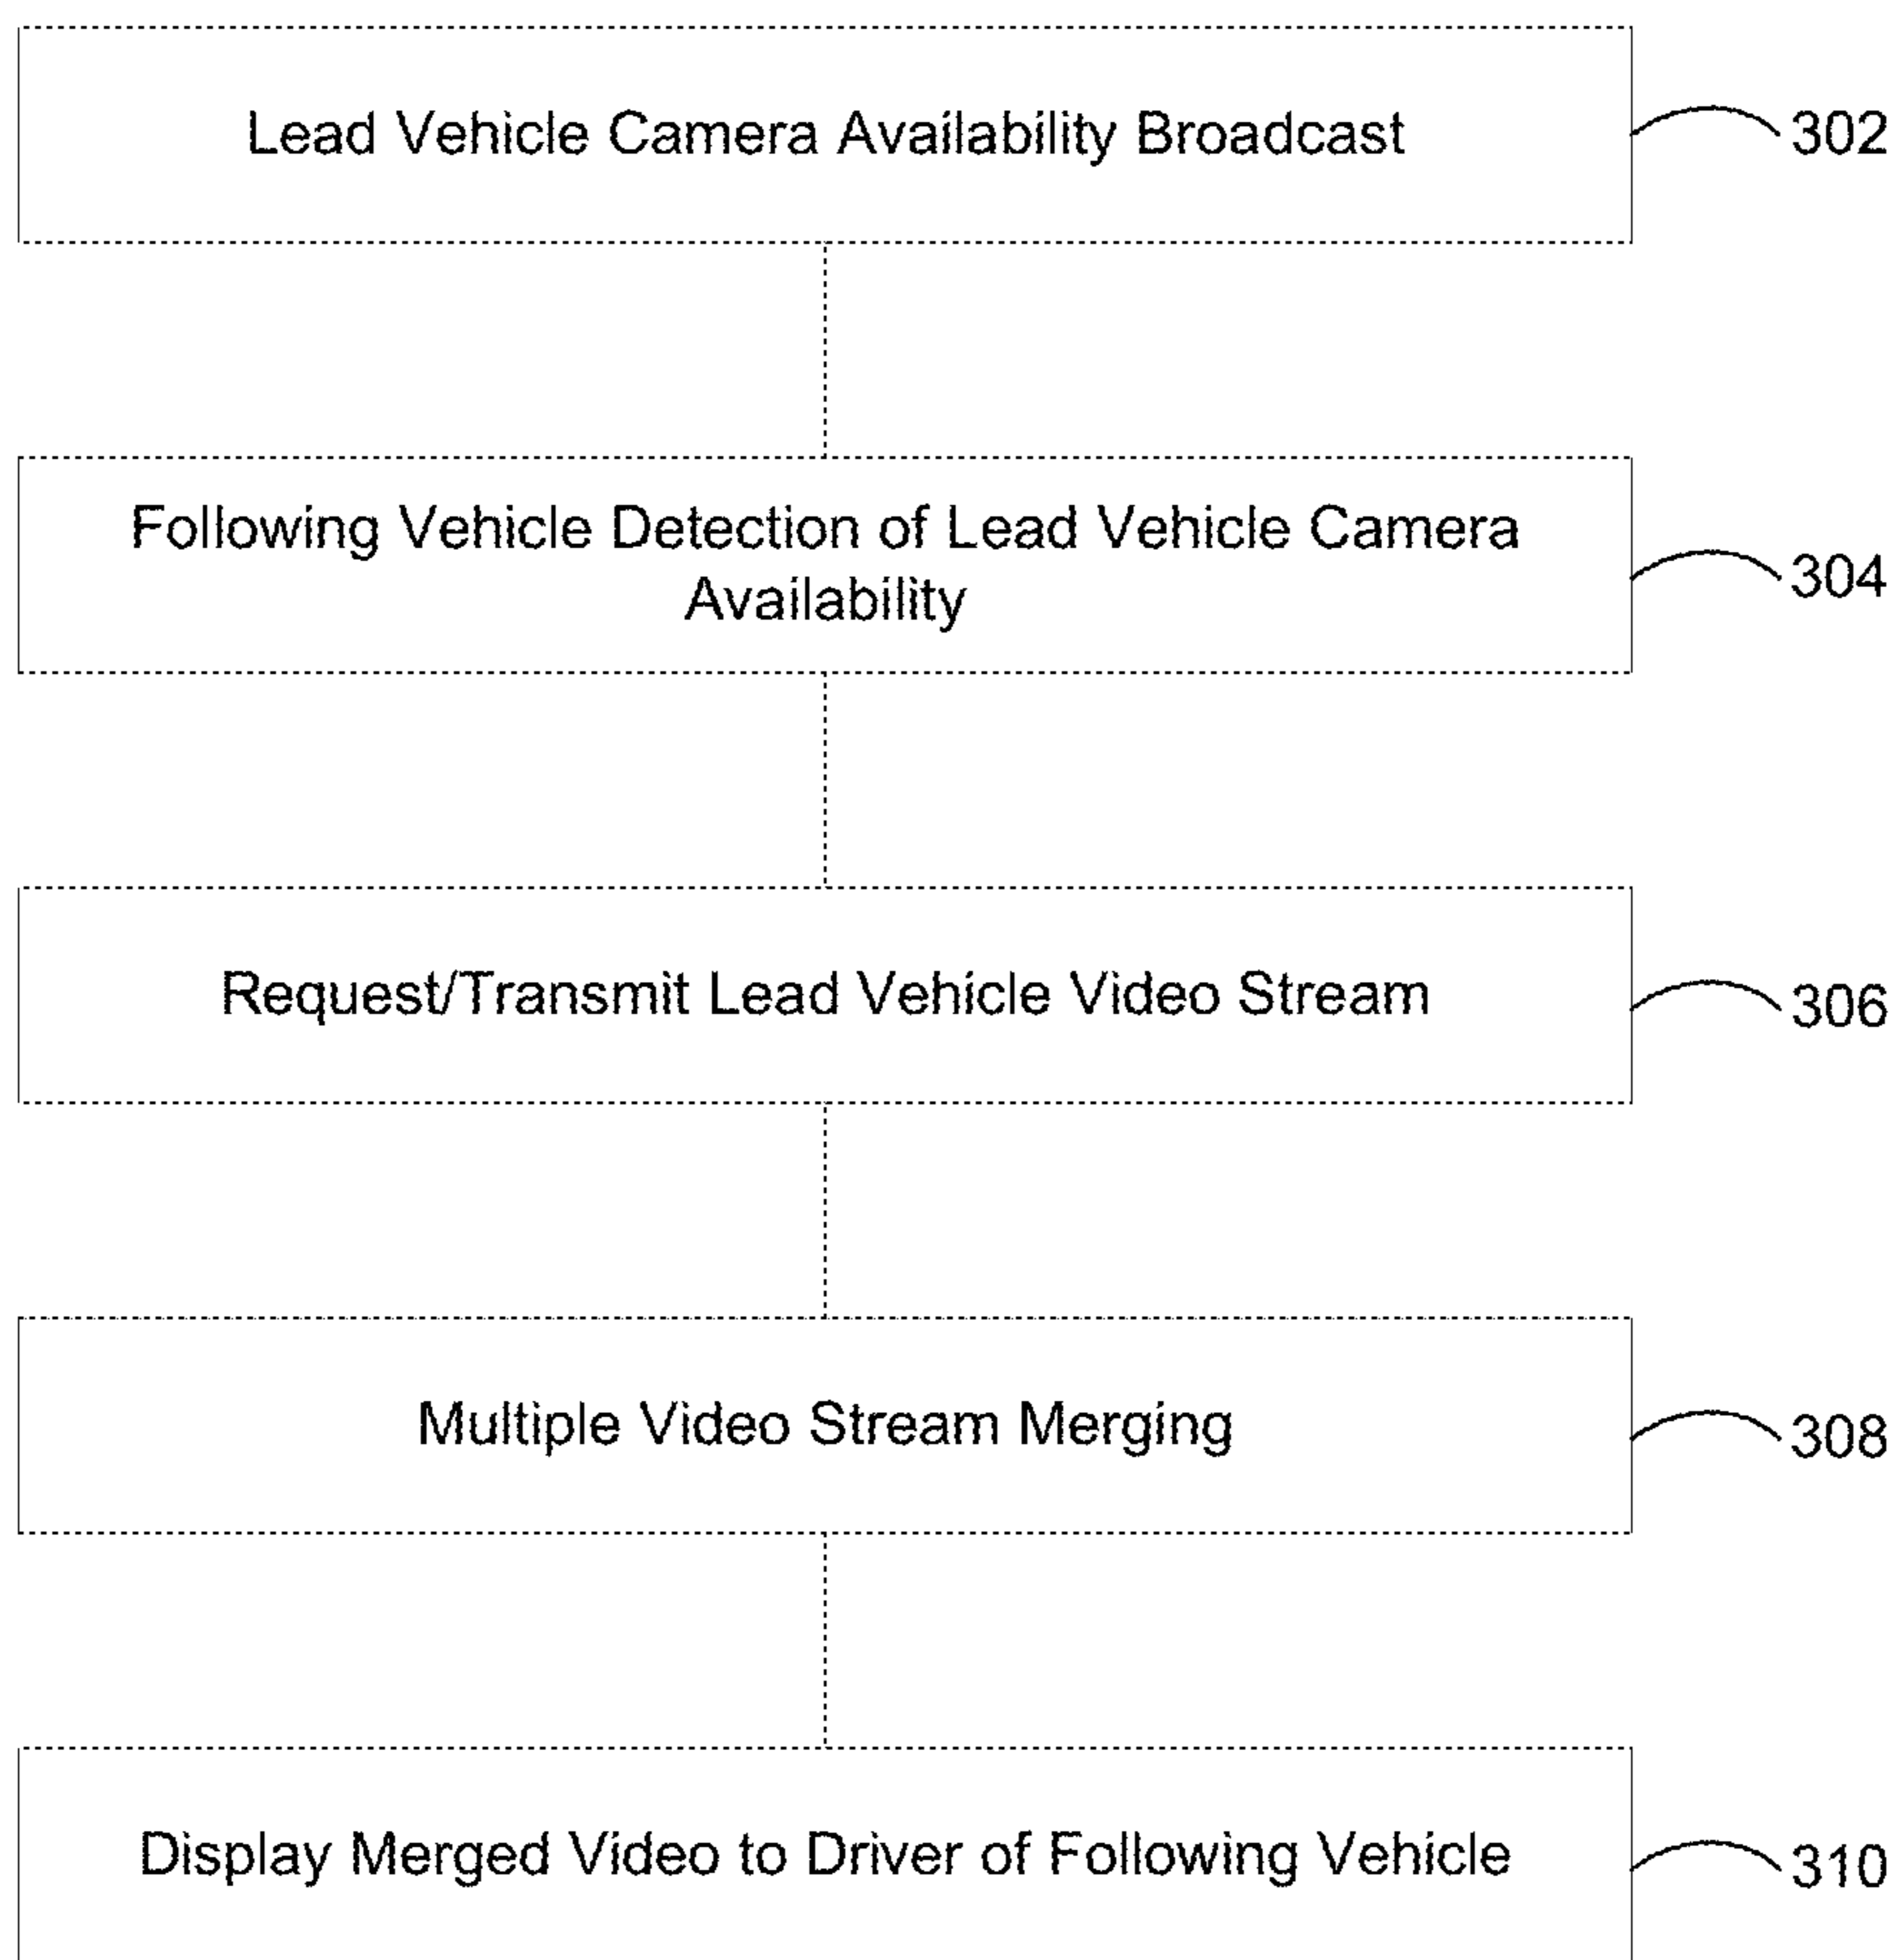 Lead Vehicle Camera Availability Broadcast
302
Following Vehicle Detection of Lead Vehicle Camera
Availability
304
Request/Transmit Lead Vehicle Video Stream
306
Multiple Video Stream Merging
308
Display Merged Video to Driver of Following Vehicle
310